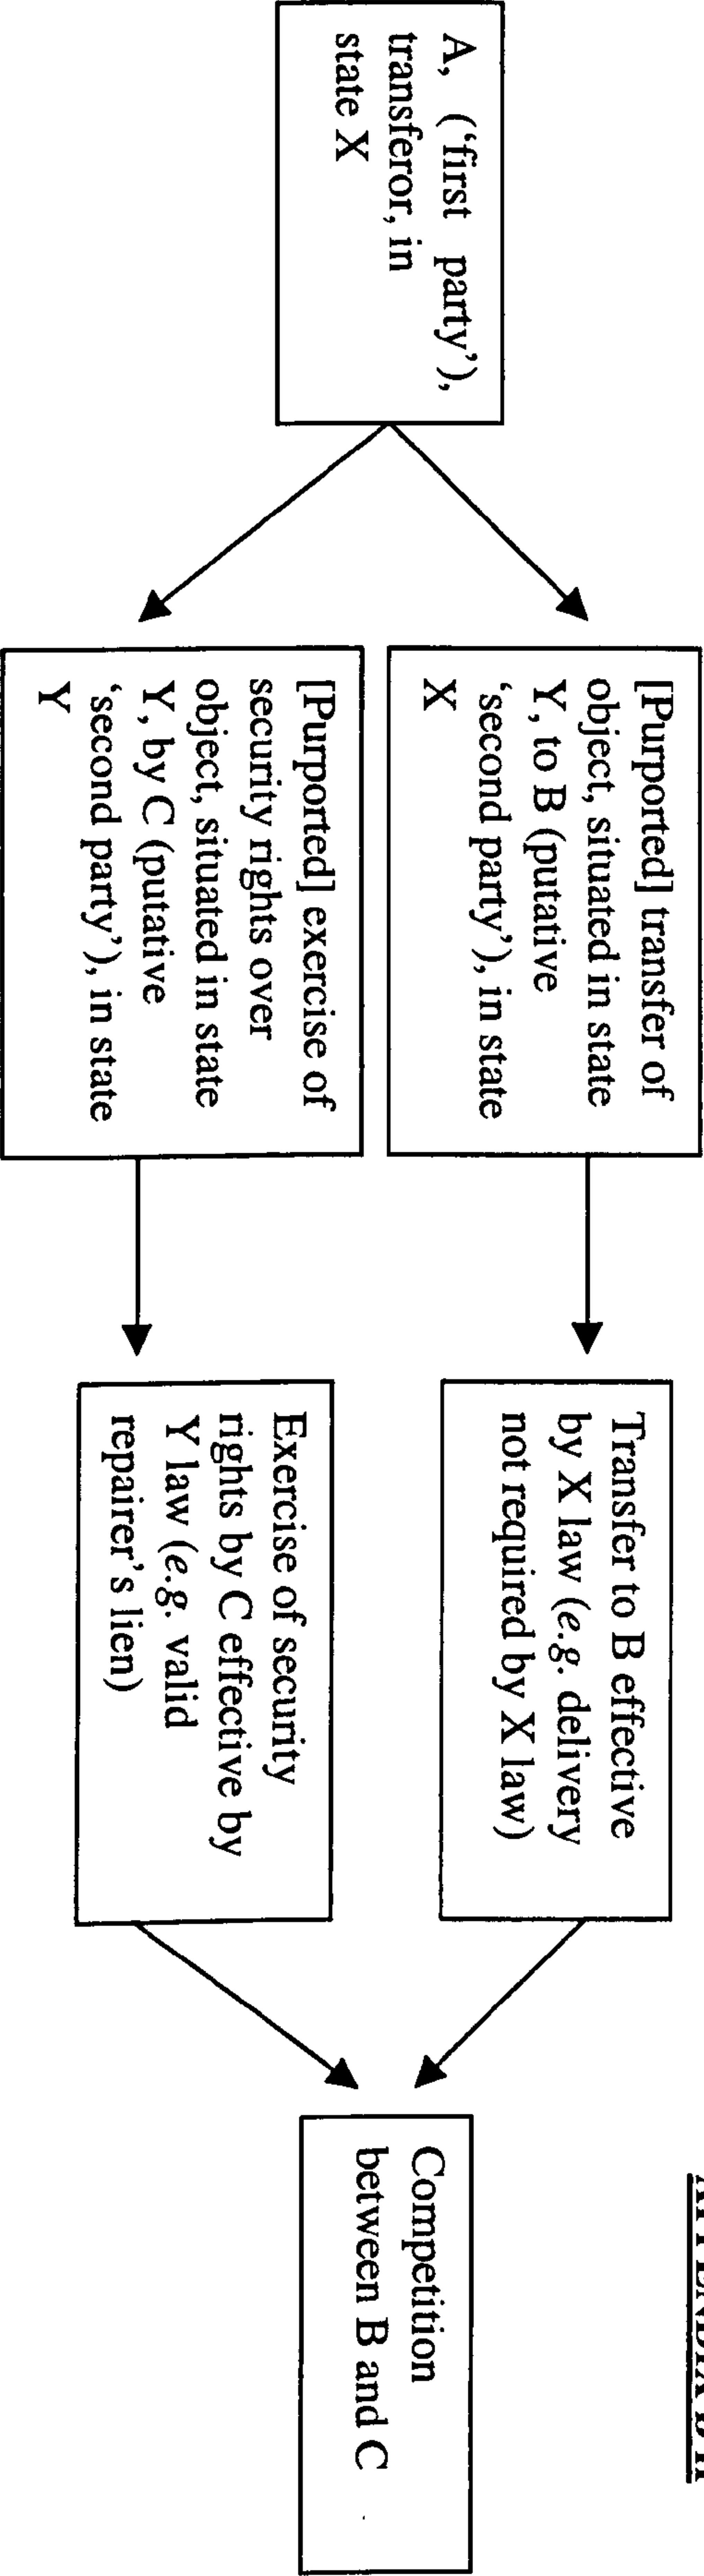 A, (‘first party’),
transferor, in
state X
[Purported] transfer of
object, situated in state
Y, to B (putative
‘second party’), in state
X
[Purported] exercise of
security rights over
object, situated in state
Y, by C (putative
‘second party’), in state
Y
Transfer to B effective
by X law (e.g. delivery
not required by X law)
Exercise of security
rights by C effective by
Y law (e.g. valid
repairer’s lien)
Competition
between B and C